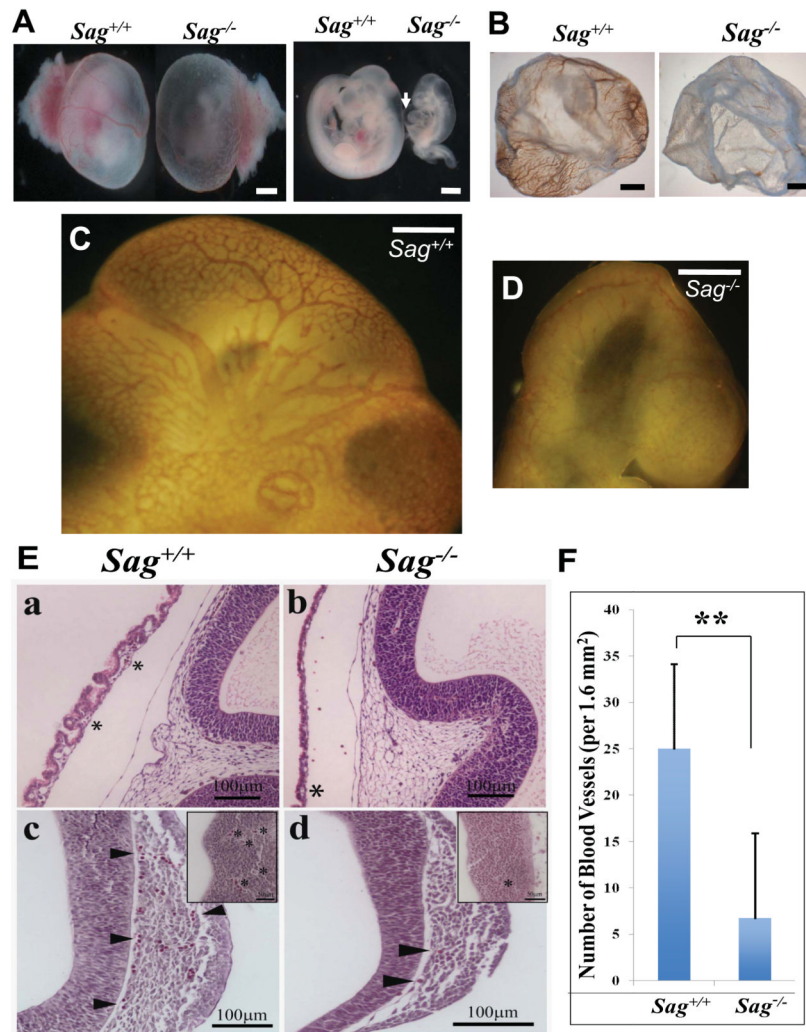 A
Sag+/+ Sag-/- Sag+/+ Sag-/-
B
Sag+/+ Sag-/-
C
Sag+/+
D
Sag-/-
E Sag+/+ Sag-/-
a
*
*
100µm
b
*
100µm
c
* * * * *
100µm
d
*
100µm
F
**
Number of Blood Vessels (per 1.6 mm²)
40
35
30
25
20
15
10
5
0
Sag+/+ Sag-/-